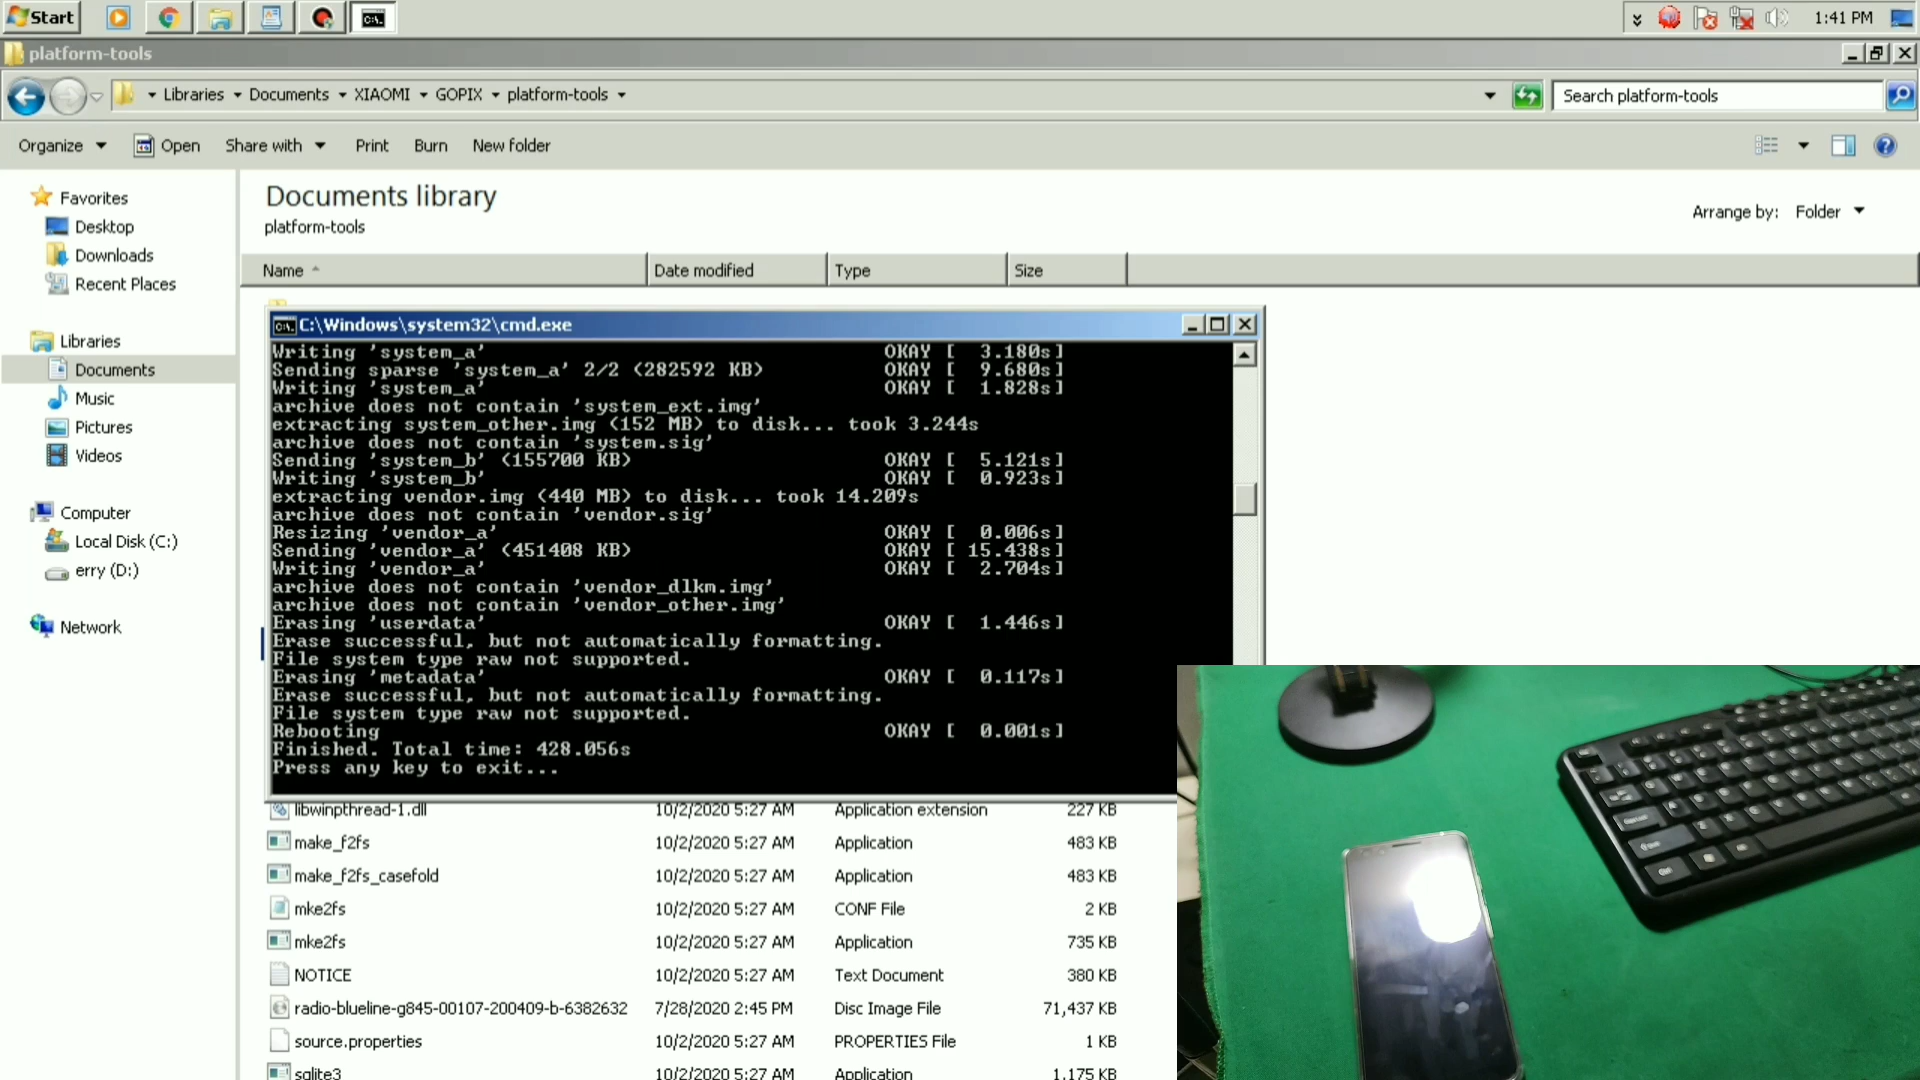 Start
1:41 PM
platform-tools
Libraries Documents XIAOMI GOPIX platform-tools
Search platform-tools
Organize Open Share with Print Burn New folder
Favorites
Desktop
Downloads
Recent Places
Libraries
Documents
Music
Pictures
Videos
Computer
Local Disk (C:)
erry (D:)
Network
Documents library
platform-tools
Arrange by: Folder
Name Date modified Type Size
C:\Windows\system32\cmd.exe
Writing 'system_a' OKAY [ 3.180s]
Sending sparse 'system_a' 2/2 (282592 KB) OKAY [ 9.680s]
Writing 'system_a' OKAY [ 1.828s]
archive does not contain 'system_ext.img'
extracting system_other.img (152 MB) to disk... took 3.244s
archive does not contain 'system.sig'
Sending 'system_b' (155700 KB) OKAY [ 5.121s]
Writing 'system_b' OKAY [ 0.923s]
extracting vendor.img (440 MB) to disk... took 14.209s
archive does not contain 'vendor.sig'
Resizing 'vendor_a' OKAY [ 0.006s]
Sending 'vendor_a' (451408 KB) OKAY [ 15.438s]
Writing 'vendor_a' OKAY [ 2.704s]
archive does not contain 'vendor_dlkm.img'
archive does not contain 'vendor_other.img'
Erasing 'userdata' OKAY [ 1.446s]
Erase successful, but not automatically formatting.
File system type raw not supported.
Erasing 'metadata' OKAY [ 0.117s]
Erase successful, but not automatically formatting.
File system type raw not supported.
Rebooting OKAY [ 0.001s]
Finished. Total time: 428.056s
Press any key to exit...
libwinpthread-1.dll 10/2/2020 5:27 AM Application extension 227 KB
make_f2fs 10/2/2020 5:27 AM Application 483 KB
make_f2fs_casefold 10/2/2020 5:27 AM Application 483 KB
mke2fs 10/2/2020 5:27 AM CONF File 2 KB
mke2fs 10/2/2020 5:27 AM Application 735 KB
NOTICE 10/2/2020 5:27 AM Text Document 380 KB
radio-blueline-g845-00107-200409-b-6382632 7/28/2020 2:45 PM Disc Image File 71,437 KB
source.properties 10/2/2020 5:27 AM PROPERTIES File 1 KB
sqlite3 10/2/2020 5:27 AM Application 1,175 KB